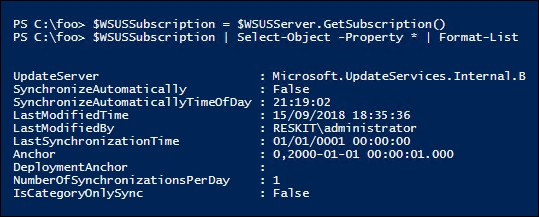 PS C:\foo> $WSUSSubscription = $WSUSServer.GetSubscription()
PS C:\foo> $WSUSSubscription | Select-Object -Property * | Format-List
UpdateServer : Microsoft.UpdateServices.Internal.B
SynchronizeAutomatically : False
SynchronizeAutomaticallyTimeOfDay : 21:19:02
LastModifiedTime : 15/09/2018 18:35:36
LastModifiedBy : RESKIT\administrator
LastSynchronizationTime : 01/01/0001 00:00:00
Anchor : 0,2000-01-01 00:00:01.000
DeploymentAnchor :
NumberOfSynchronizationsPerDay : 1
IsCategoryOnlySync : False